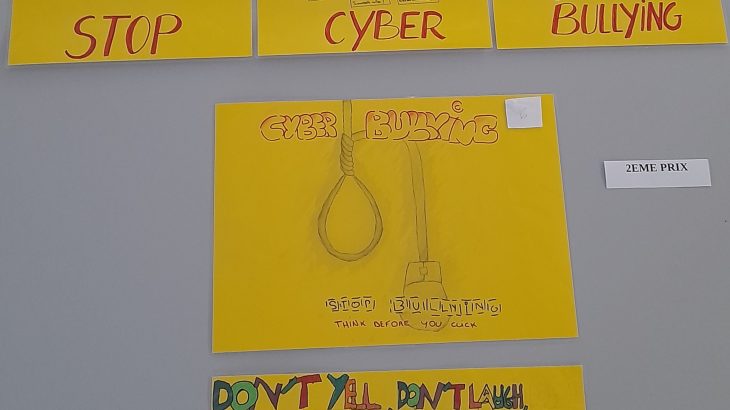 STOP
CYBER
BULLYiNG
CYBER BULLYiNG
©
2EME PRIX
STOP BULLYiNG
THINK BEFORE YOU CLICK
DON'T YELL, DON'T LAUGH,